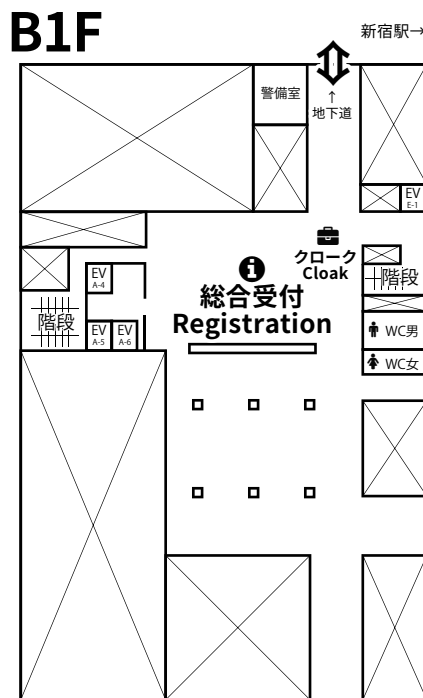 B1F
新宿駅→
警備室
↑
地下道
EV
E-1
クローク
Cloak
階段
EV
A-4
総合受付
Registration
階段
EV
A-5
EV
A-6
WC男
WC女